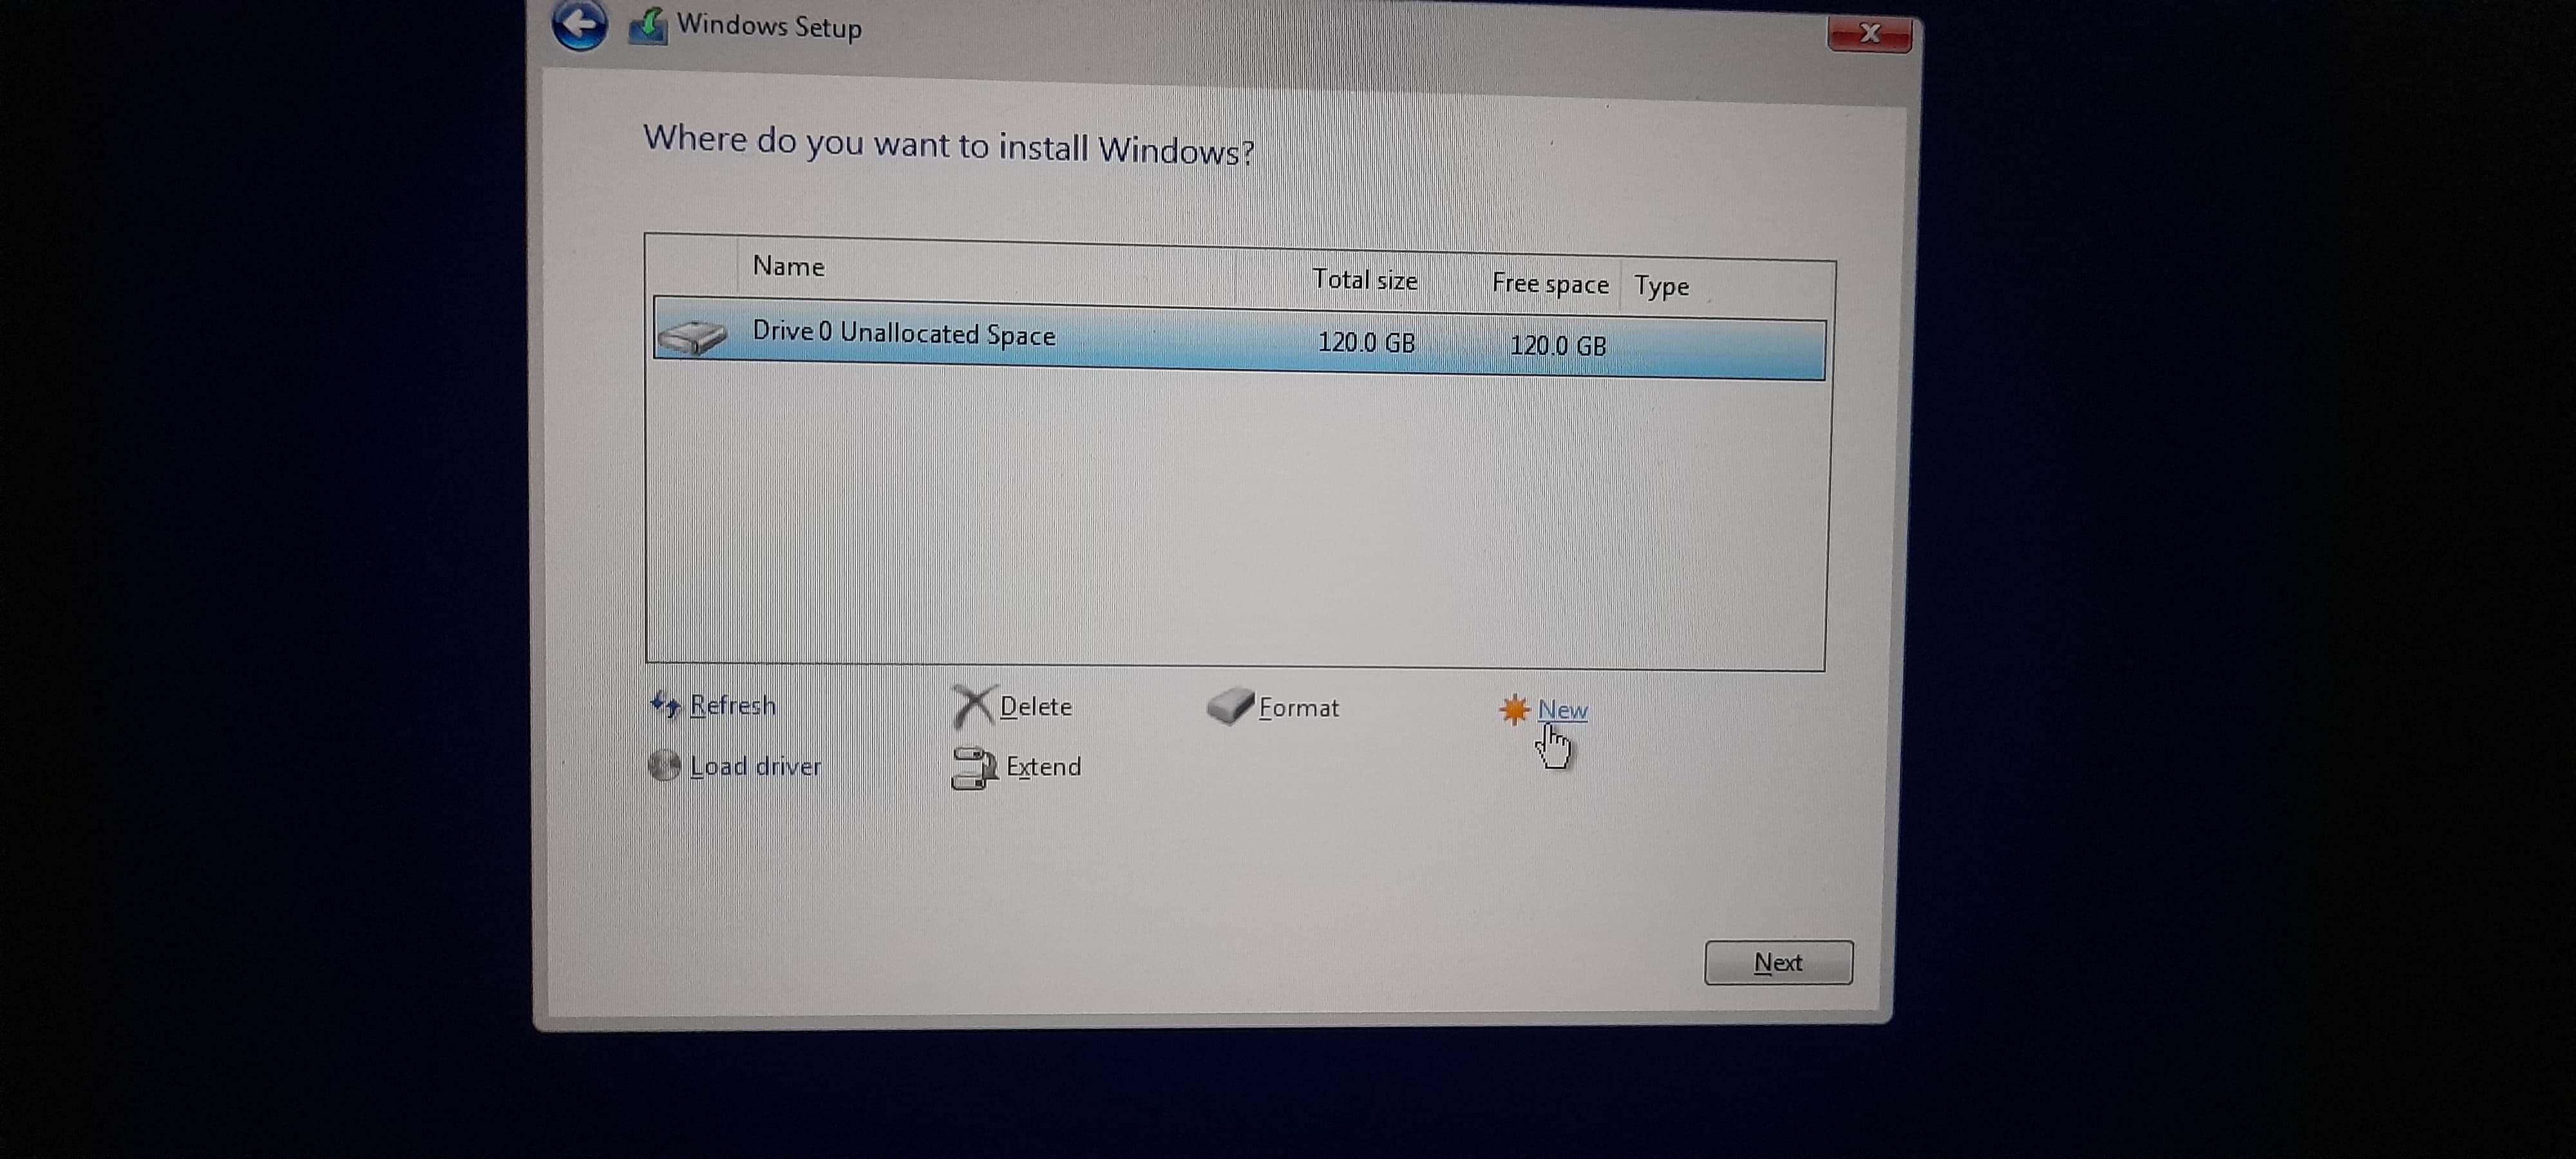 Windows Setup
X
Where do you want to install Windows?
Name Total size Free space Type
Drive 0 Unallocated Space 120.0 GB 120.0 GB
Refresh Delete Format New
Load driver Extend
Next